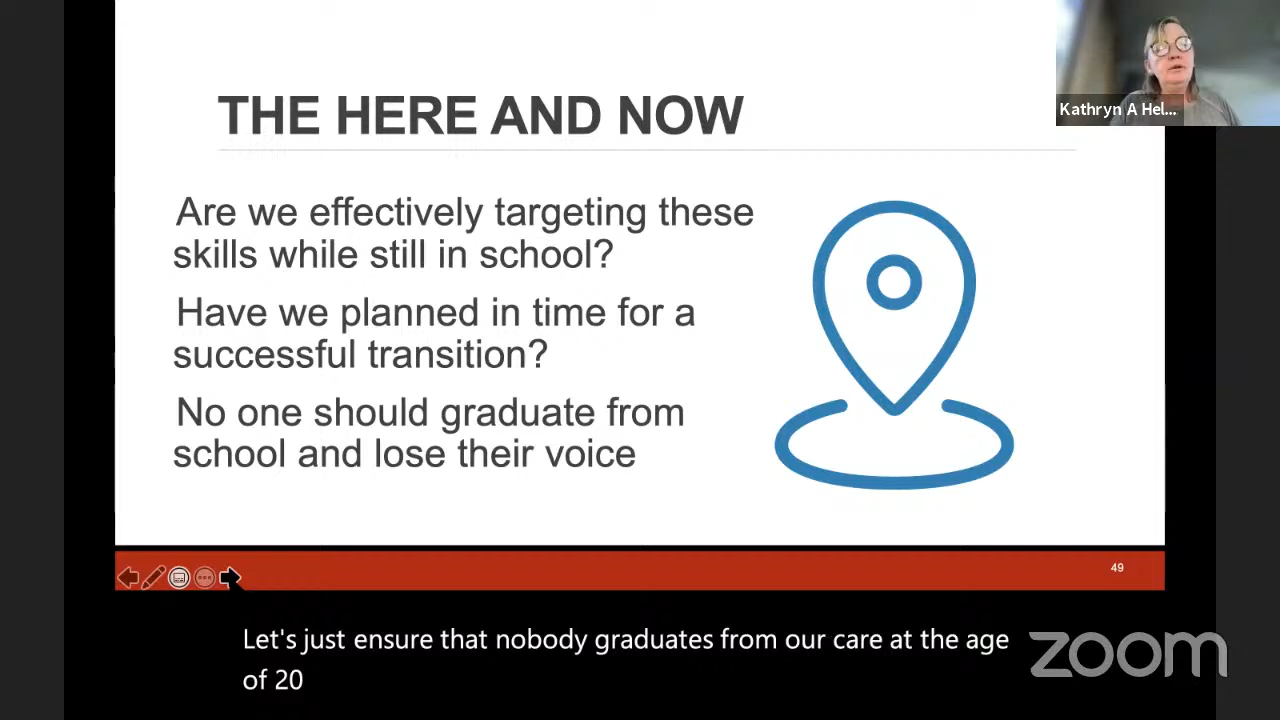 THE HERE AND NOW
Kathryn A Hel...
Are we effectively targeting these
skills while still in school?
Have we planned in time for a
successful transition?
No one should graduate from
school and lose their voice
49
Let's just ensure that nobody graduates from our care at the age
of 20
zoom